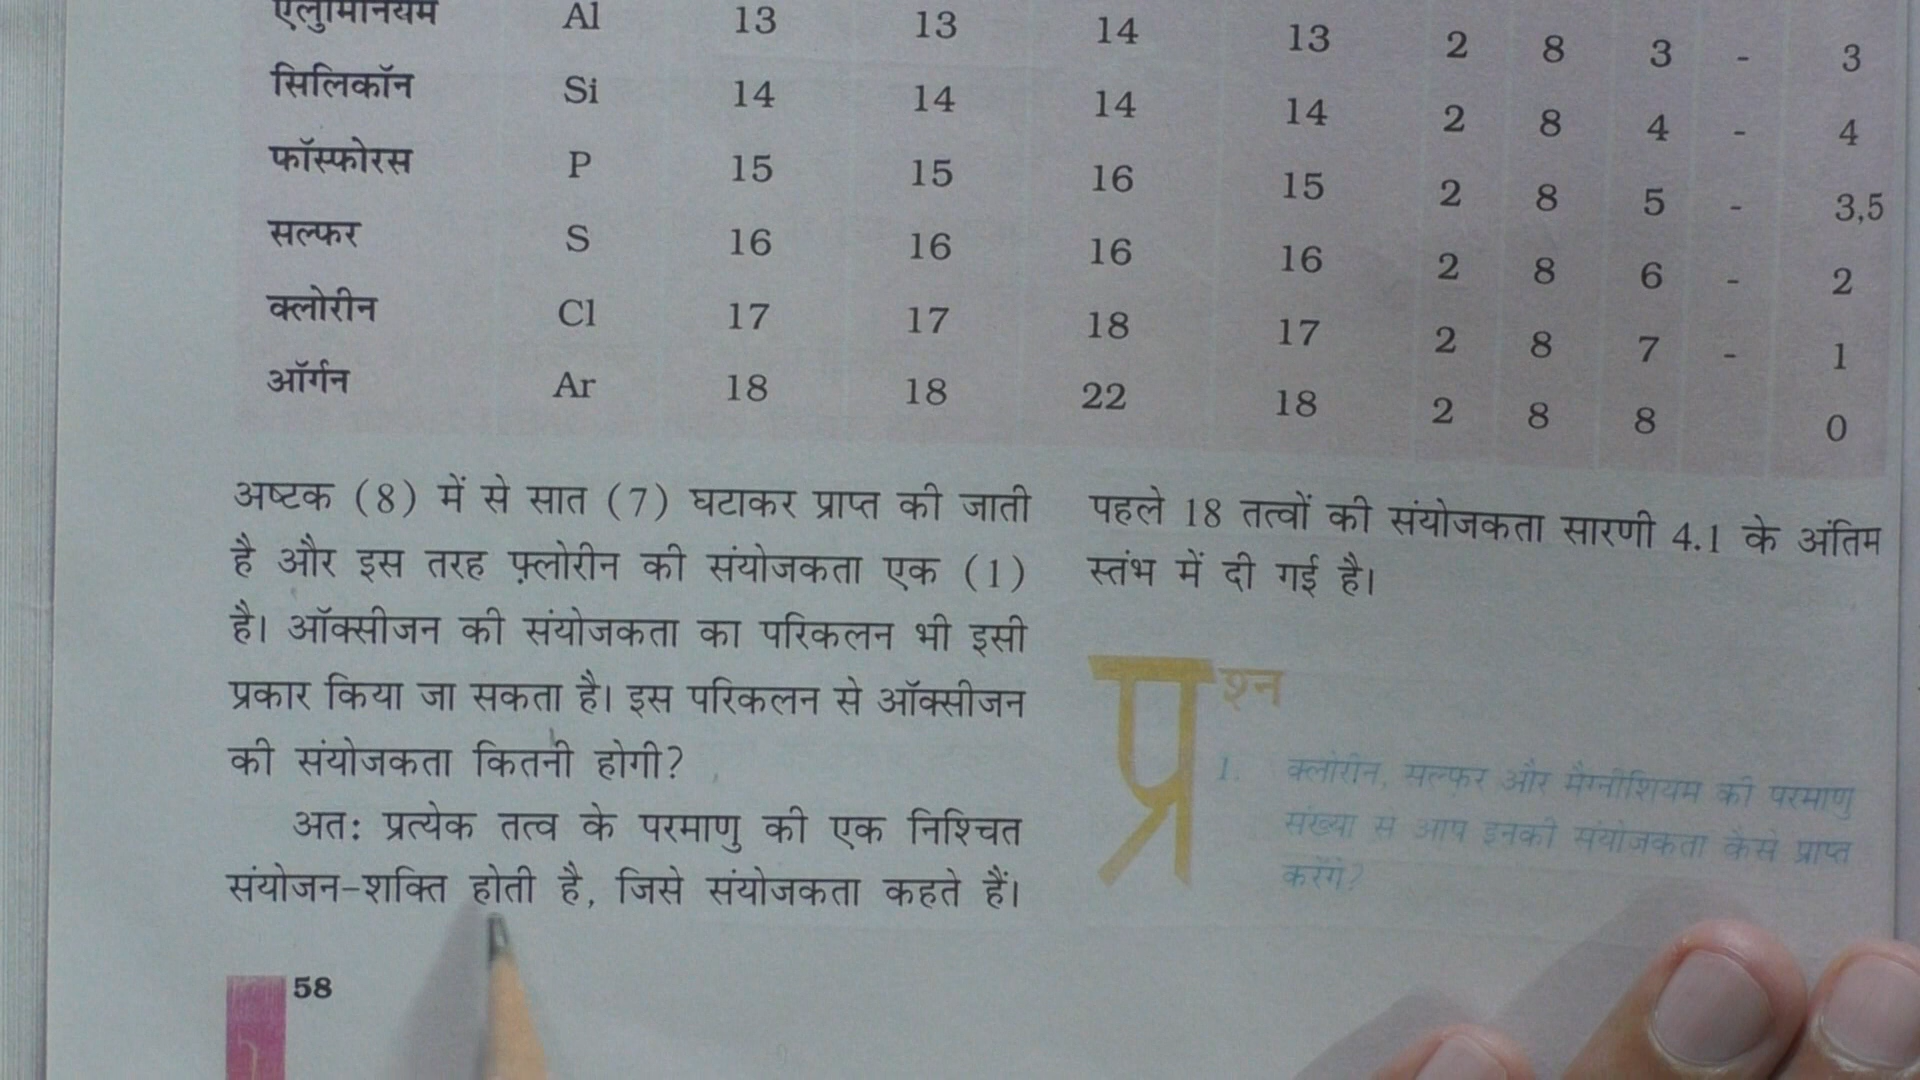 एलुमिनियम Al 13 13 14 13 2 8 3 - 3
सिलिकॉन Si 14 14 14 14 2 8 4 - 4
फॉस्फोरस P 15 15 16 15 2 8 5 - 3,5
सल्फर S 16 16 16 16 2 8 6 - 2
क्लोरीन Cl 17 17 18 17 2 8 7 - 1
ऑर्गन Ar 18 18 22 18 2 8 8 0
अष्टक (8) में से सात (7) घटाकर प्राप्त की जाती
है और इस तरह फ़्लोरीन की संयोजकता एक (1)
है। ऑक्सीजन की संयोजकता का परिकलन भी इसी
प्रकार किया जा सकता है। इस परिकलन से ऑक्सीजन
की संयोजकता कितनी होगी?
अतः प्रत्येक तत्व के परमाणु की एक निश्चित
संयोजन-शक्ति होती है, जिसे संयोजकता कहते हैं।
पहले 18 तत्वों की संयोजकता सारणी 4.1 के अंतिम
स्तंभ में दी गई है।
प्रश्न
1. क्लोरीन, सल्फर और मैग्नीशियम की परमाणु
संख्या से आप इनकी संयोजकता कैसे प्राप्त
करेंगे?
58